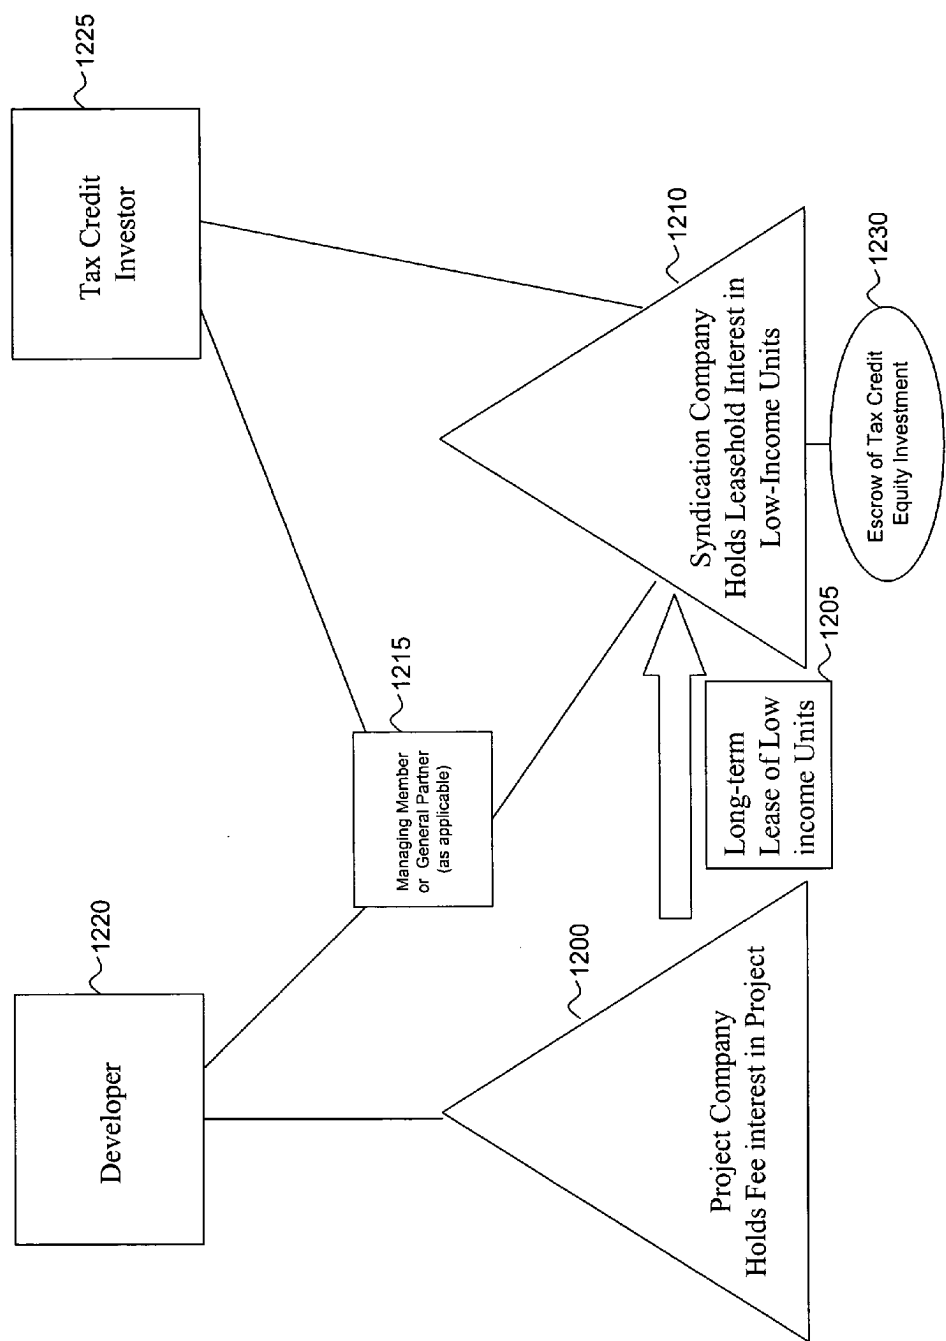 1220
Developer
1225
Tax Credit
Investor
1215
Managing Member
or General Partner
(as applicable)
1200
Project Company
Holds Fee interest in Project
1205
Long-term
Lease of Low
income Units
1210
Syndication Company
Holds Leasehold Interest in
Low-Income Units
1230
Escrow of Tax Credit
Equity Investment